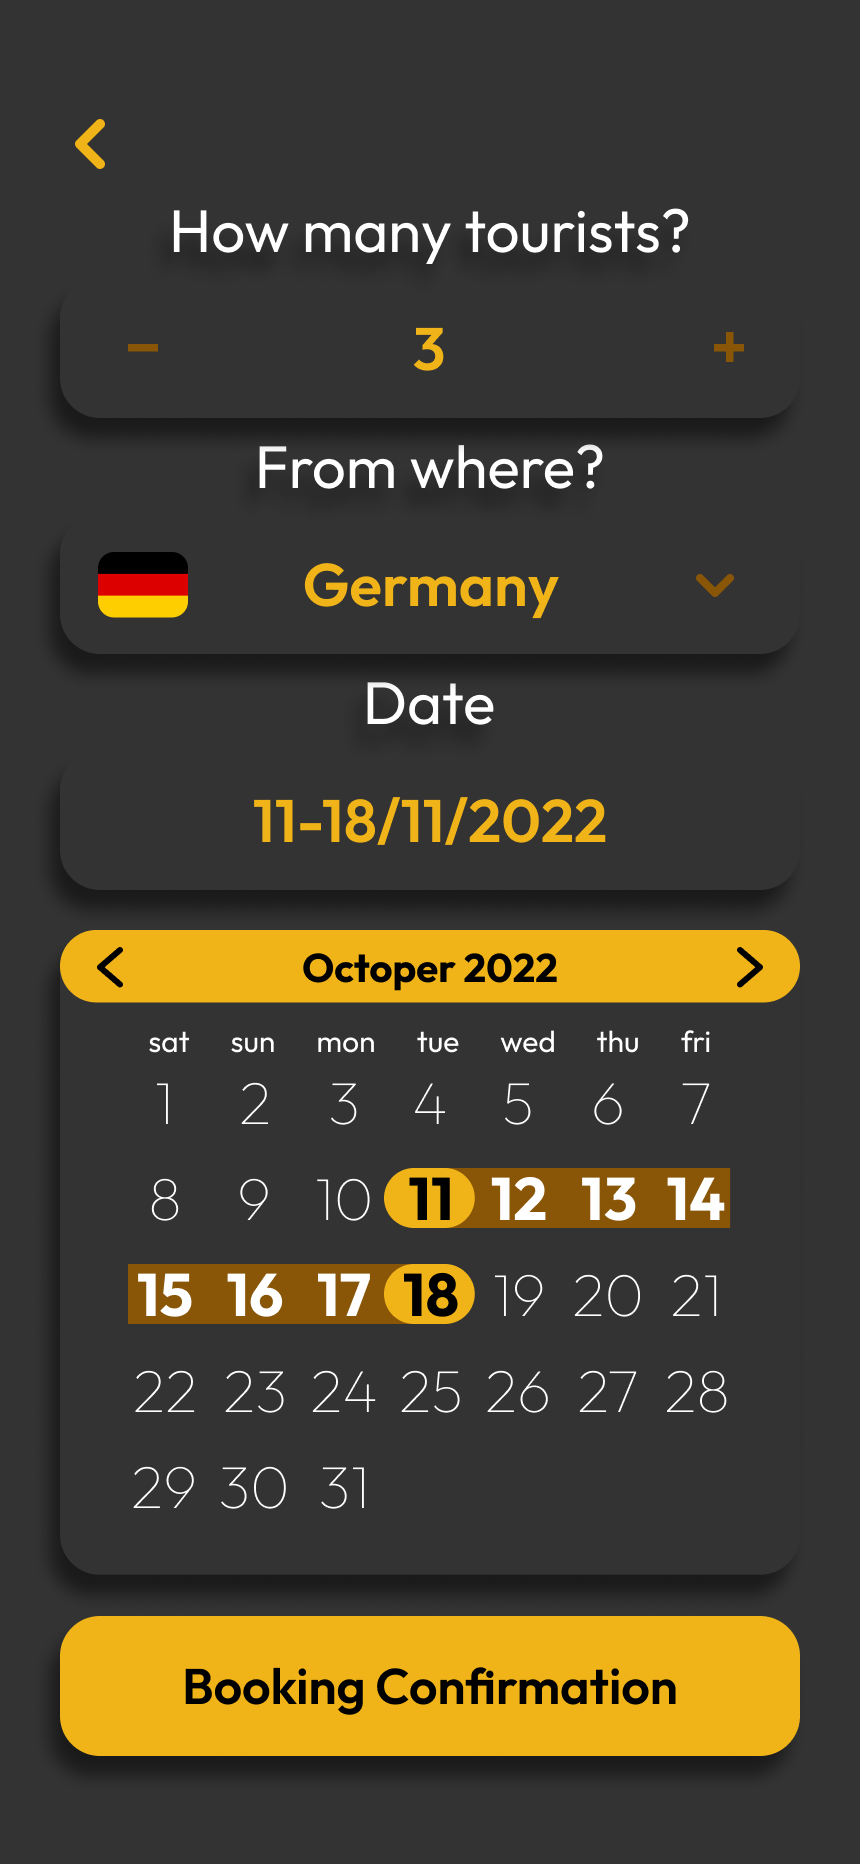 How many tourists?
− 3 +
From where?
Germany
Date
11-18/11/2022
Octoper 2022
sat sun mon tue wed thu fri
1 2 3 4 5 6 7
8 9 10 11 12 13 14
15 16 17 18 19 20 21
22 23 24 25 26 27 28
29 30 31
Booking Confirmation